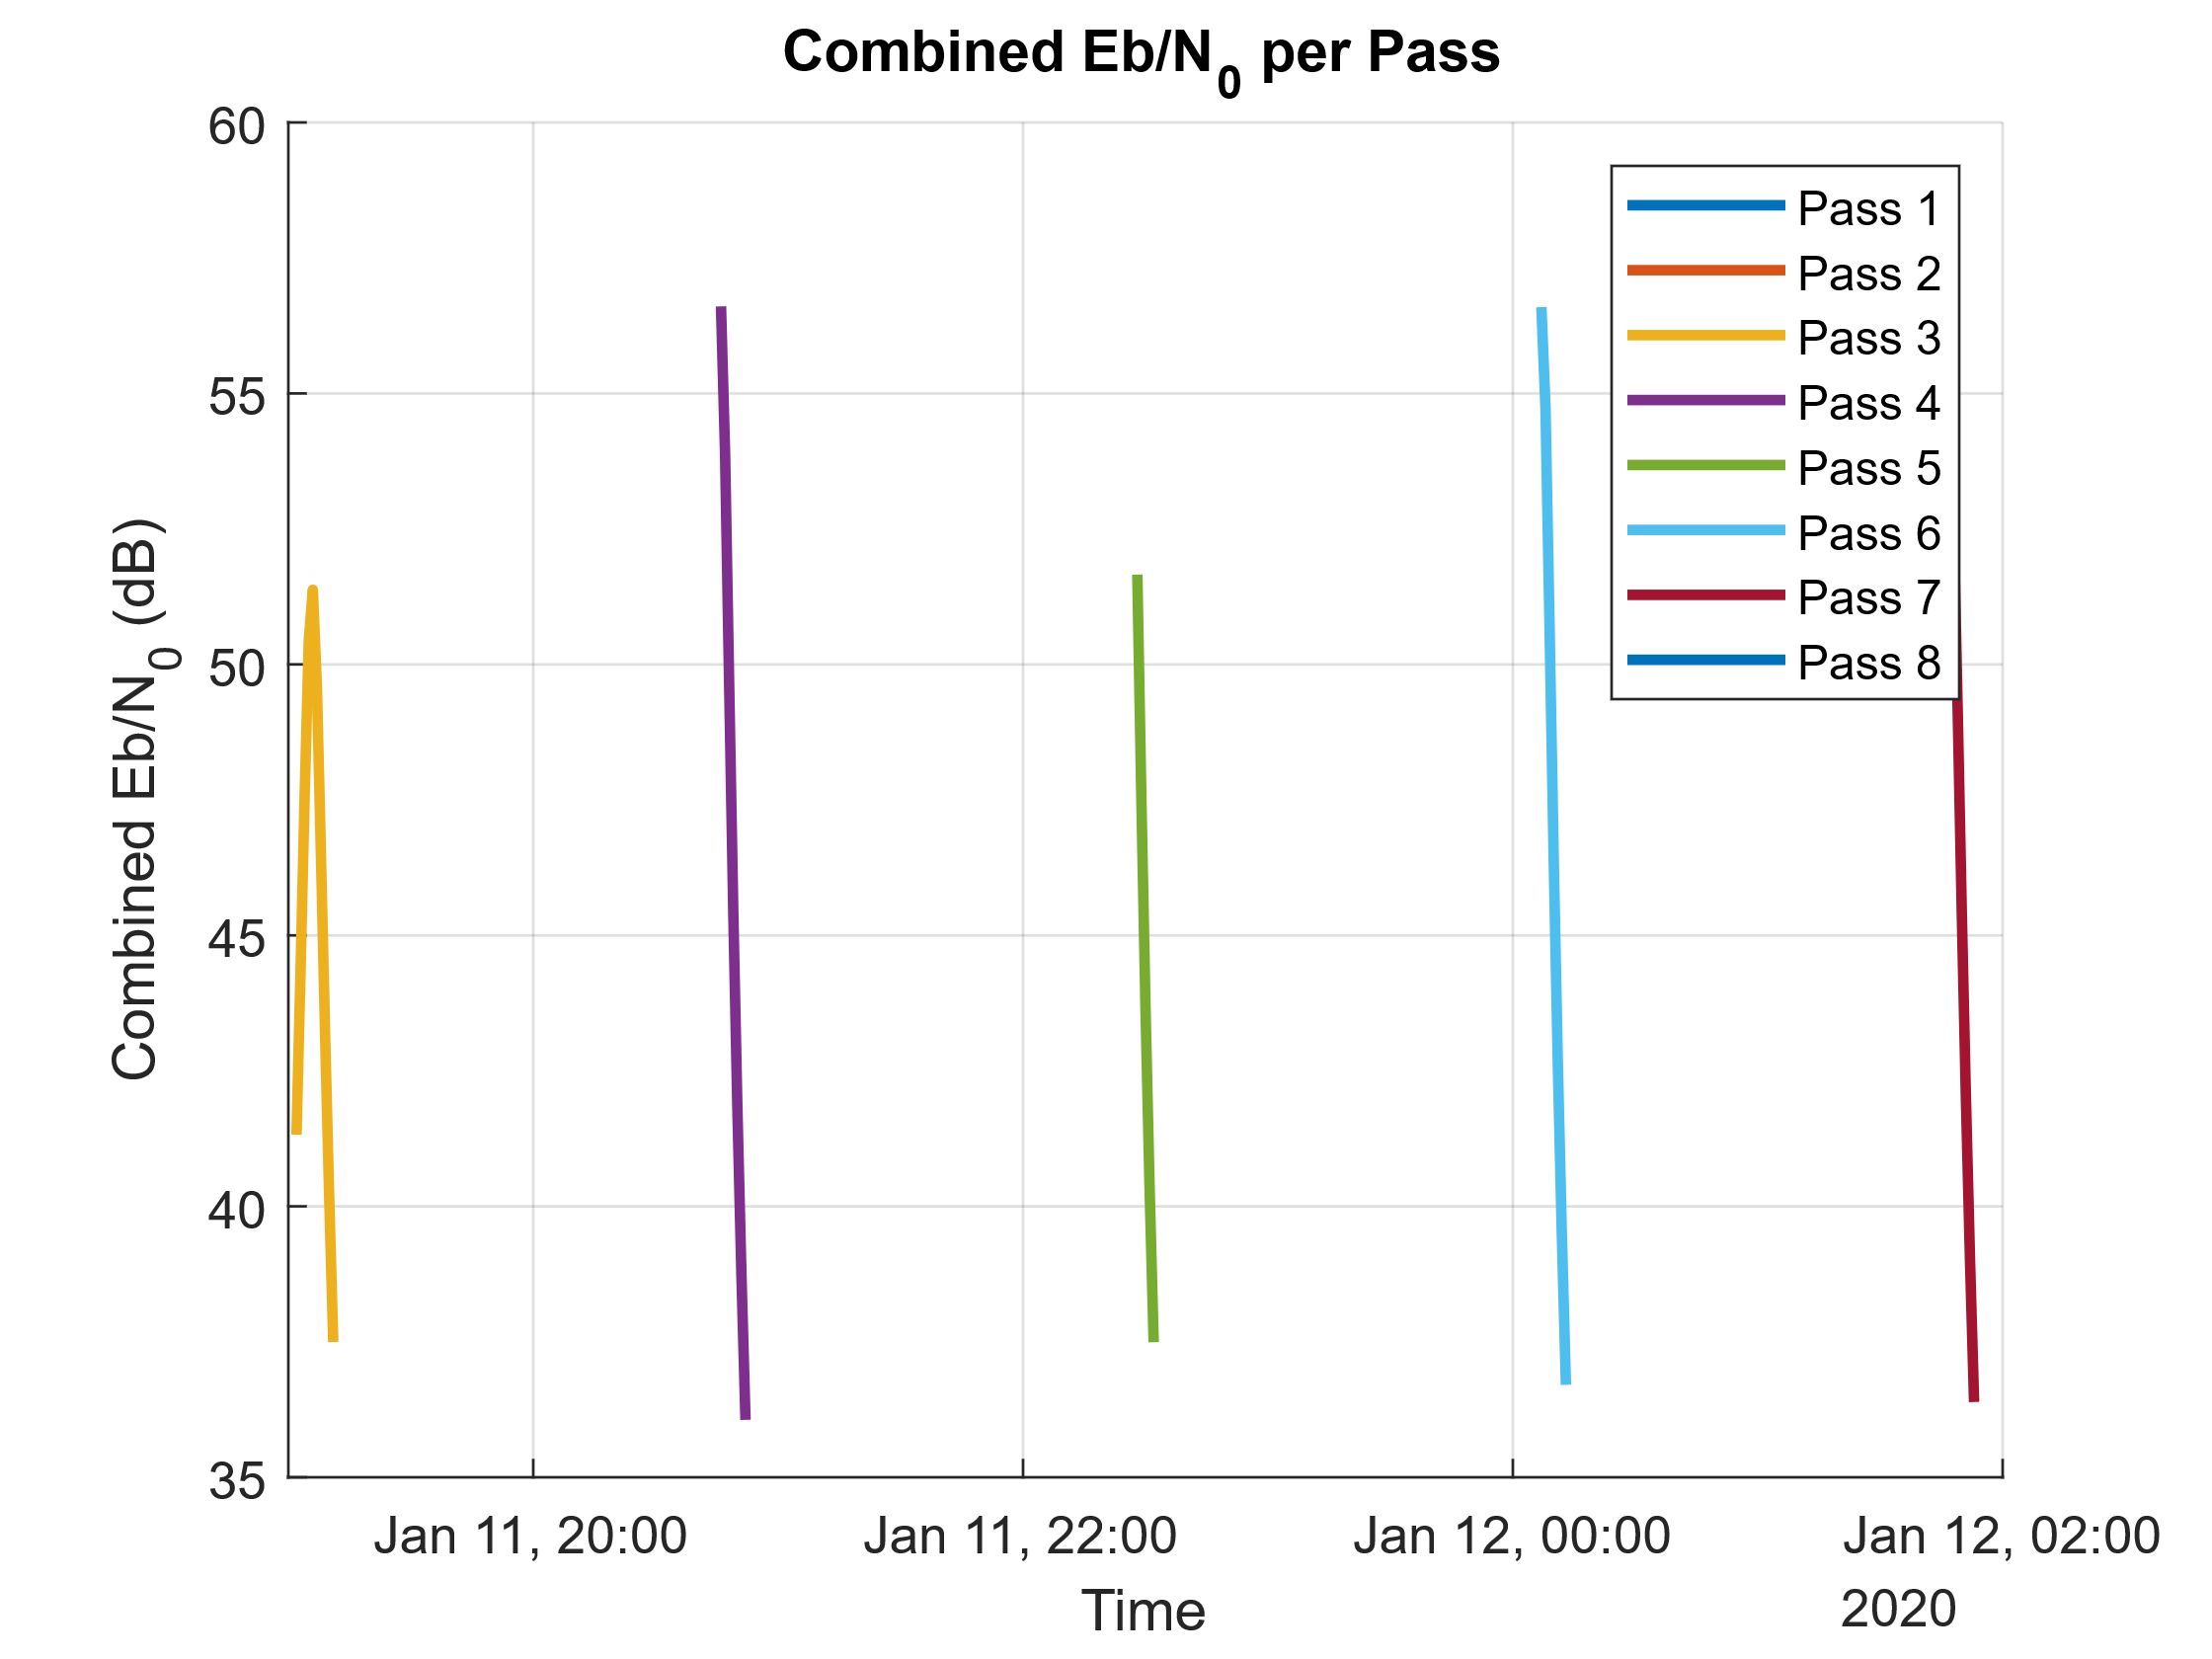 Combined Eb/N0 per Pass
60
55
50
45
40
35
Combined Eb/N0 (dB)
Pass 1
Pass 2
Pass 3
Pass 4
Pass 5
Pass 6
Pass 7
Pass 8
Jan 11, 20:00
Jan 11, 22:00
Jan 12, 00:00
Jan 12, 02:00
Time
2020